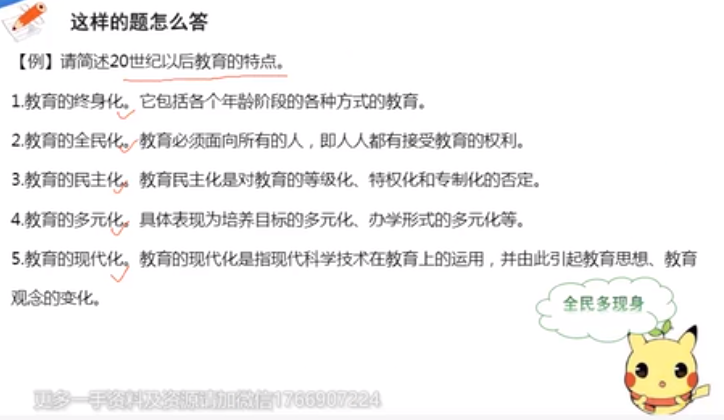 这样的题怎么答
【例】请简述20世纪以后教育的特点。
1.教育的终身化。它包括各个年龄阶段的各种方式的教育。
2.教育的全民化。教育必须面向所有的人，即人人都有接受教育的权利。
3.教育的民主化。教育民主化是对教育的等级化、特权化和专制化的否定。
4.教育的多元化。具体表现为培养目标的多元化、办学形式的多元化等。
5.教育的现代化。教育的现代化是指现代科学技术在教育上的运用，并由此引起教育思想、教育
观念的变化。
全民多现身
更多一手资料及资源请加微信1766907224